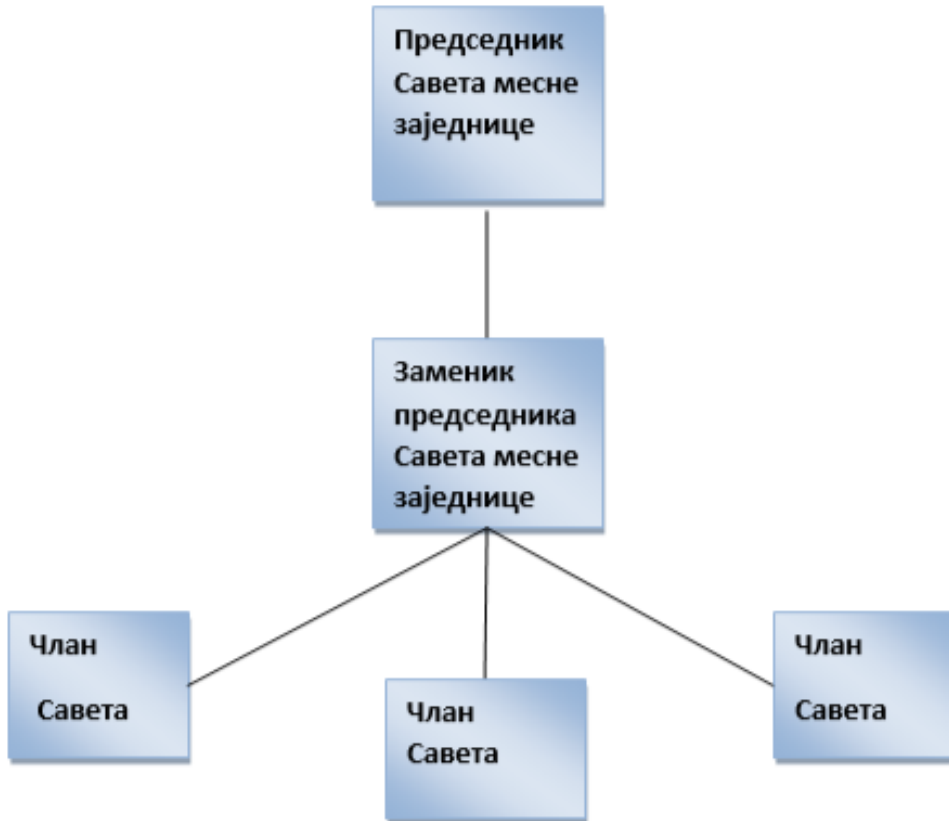 Председник
Савета месне
заједнице
Заменик
председника
Савета месне
заједнице
Члан
Савета
Члан
Савета
Члан
Савета